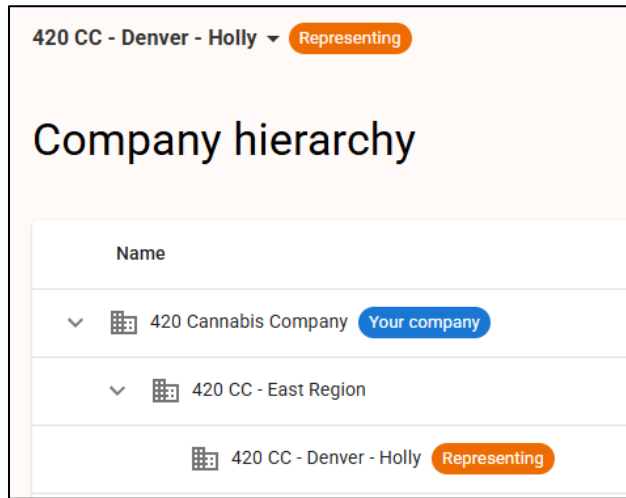 420 CC - Denver - Holly Representing
Company hierarchy
Name
420 Cannabis Company Your company
420 CC - East Region
420 CC - Denver - Holly Representing